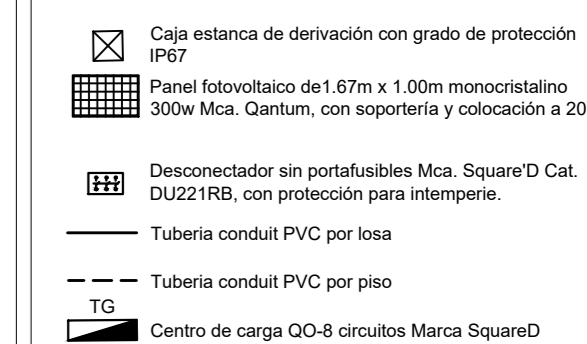 Caja estanca de derivación con grado de protección
IP67
Panel fotovoltaico de1.67m x 1.00m monocristalino
300w Mca. Qantum, con soportería y colocación a 20
Desconectador sin portafusibles Mca. Square'D Cat.
DU221RB, con protección para intemperie.
Tuberia conduit PVC por losa
Tuberia conduit PVC por piso
TG
Centro de carga QO-8 circuitos Marca SquareD